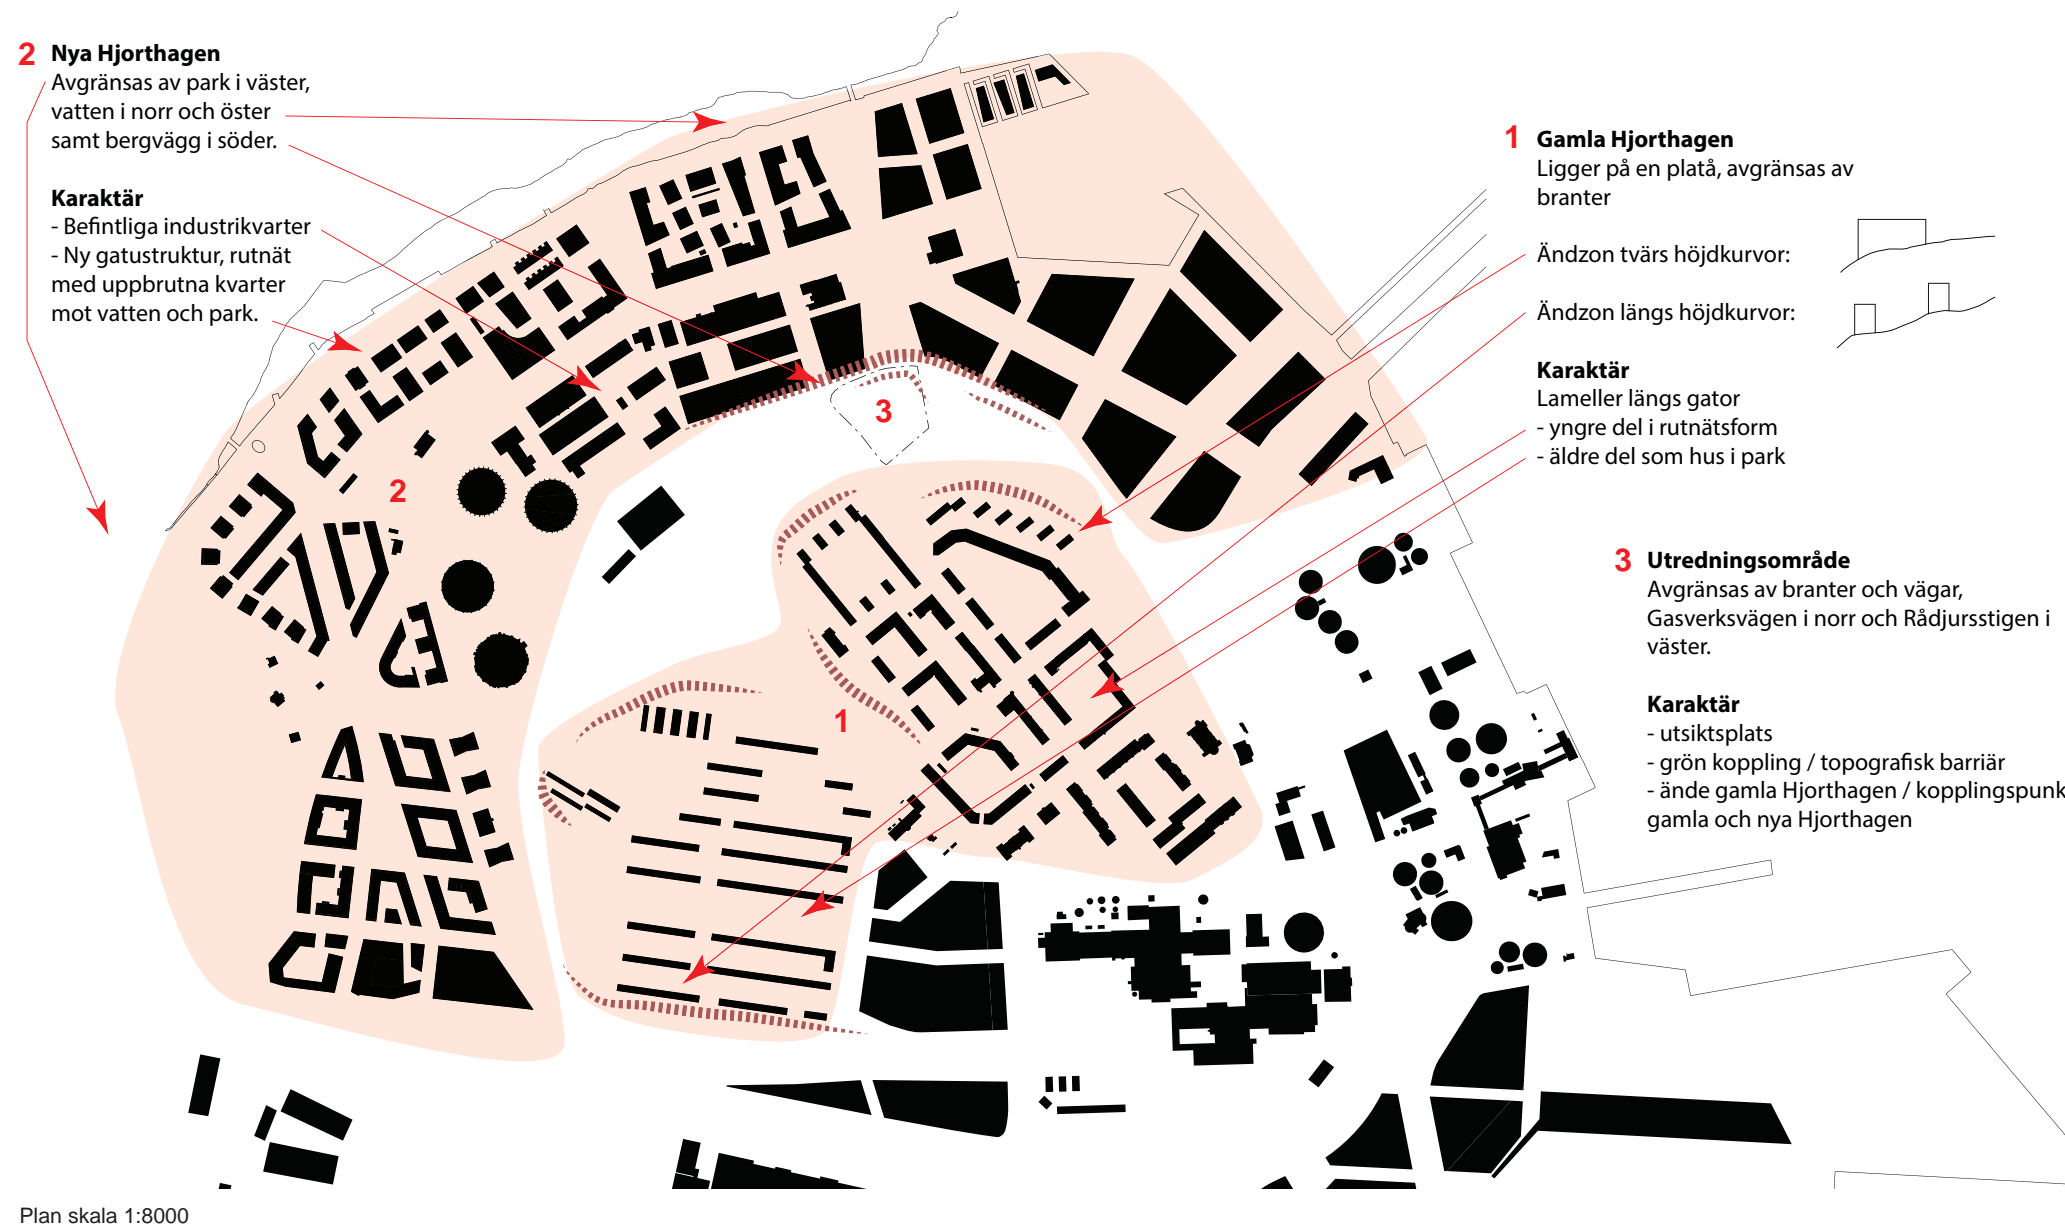 2 Nya Hjorthagen
Avgränsas av park i väster,
vatten i norr och öster
samt bergvägg i söder.
Karaktär
- Befintliga industrikvarter
- Ny gatustruktur, rutnät
med uppbrutna kvarter
mot vatten och park.
1 Gamla Hjorthagen
Ligger på en platå, avgränsas av
branter
Ändzon tvärs höjdkurvor:
Ändzon längs höjdkurvor:
Karaktär
Lameller längs gator
- yngre del i rutnätsform
- äldre del som hus i park
3 Utredningsområde
Avgränsas av branter och vägar,
Gasverksvägen i norr och Rådjursstigen i
väster.
Karaktär
- utsiktsplats
- grön koppling / topografisk barriär
- ände gamla Hjorthagen / kopplingspunk
gamla och nya Hjorthagen
3
2
1
Plan skala 1:8000